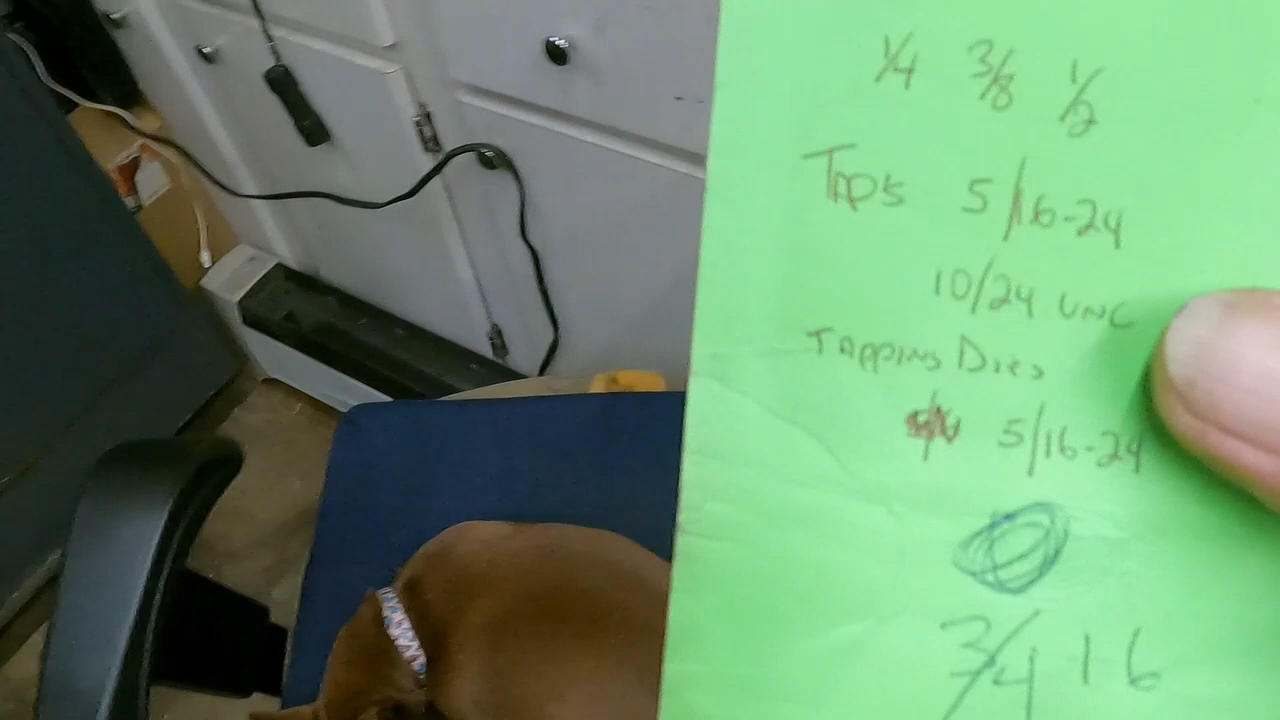 1/4 3/8 1/2
TAPS 5/16-24
10/24 UNC
TAPPING DIES
5/16-24
3/4 16